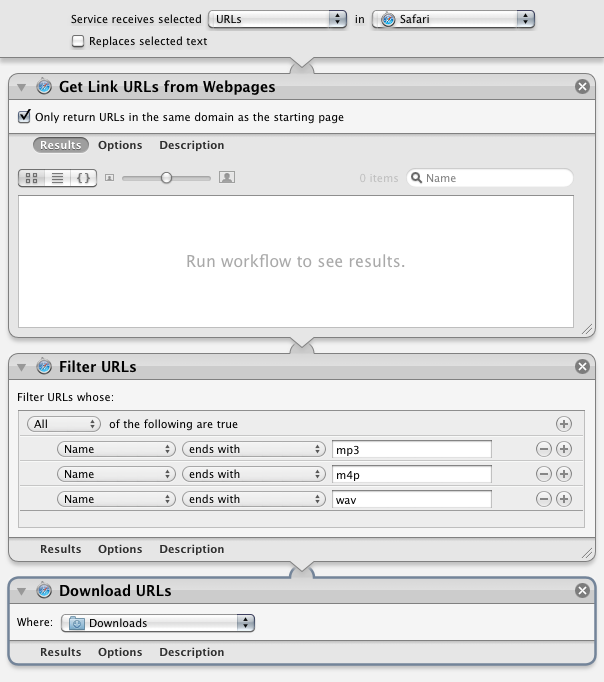 Service receives selected URLs in Safari
Replaces selected text
Get Link URLs from Webpages
Only return URLs in the same domain as the starting page
Results Options Description
0 items Name
Run workflow to see results.
Filter URLs
Filter URLs whose:
All of the following are true
Name ends with mp3
Name ends with m4p
Name ends with wav
Results Options Description
Download URLs
Where: Downloads
Results Options Description